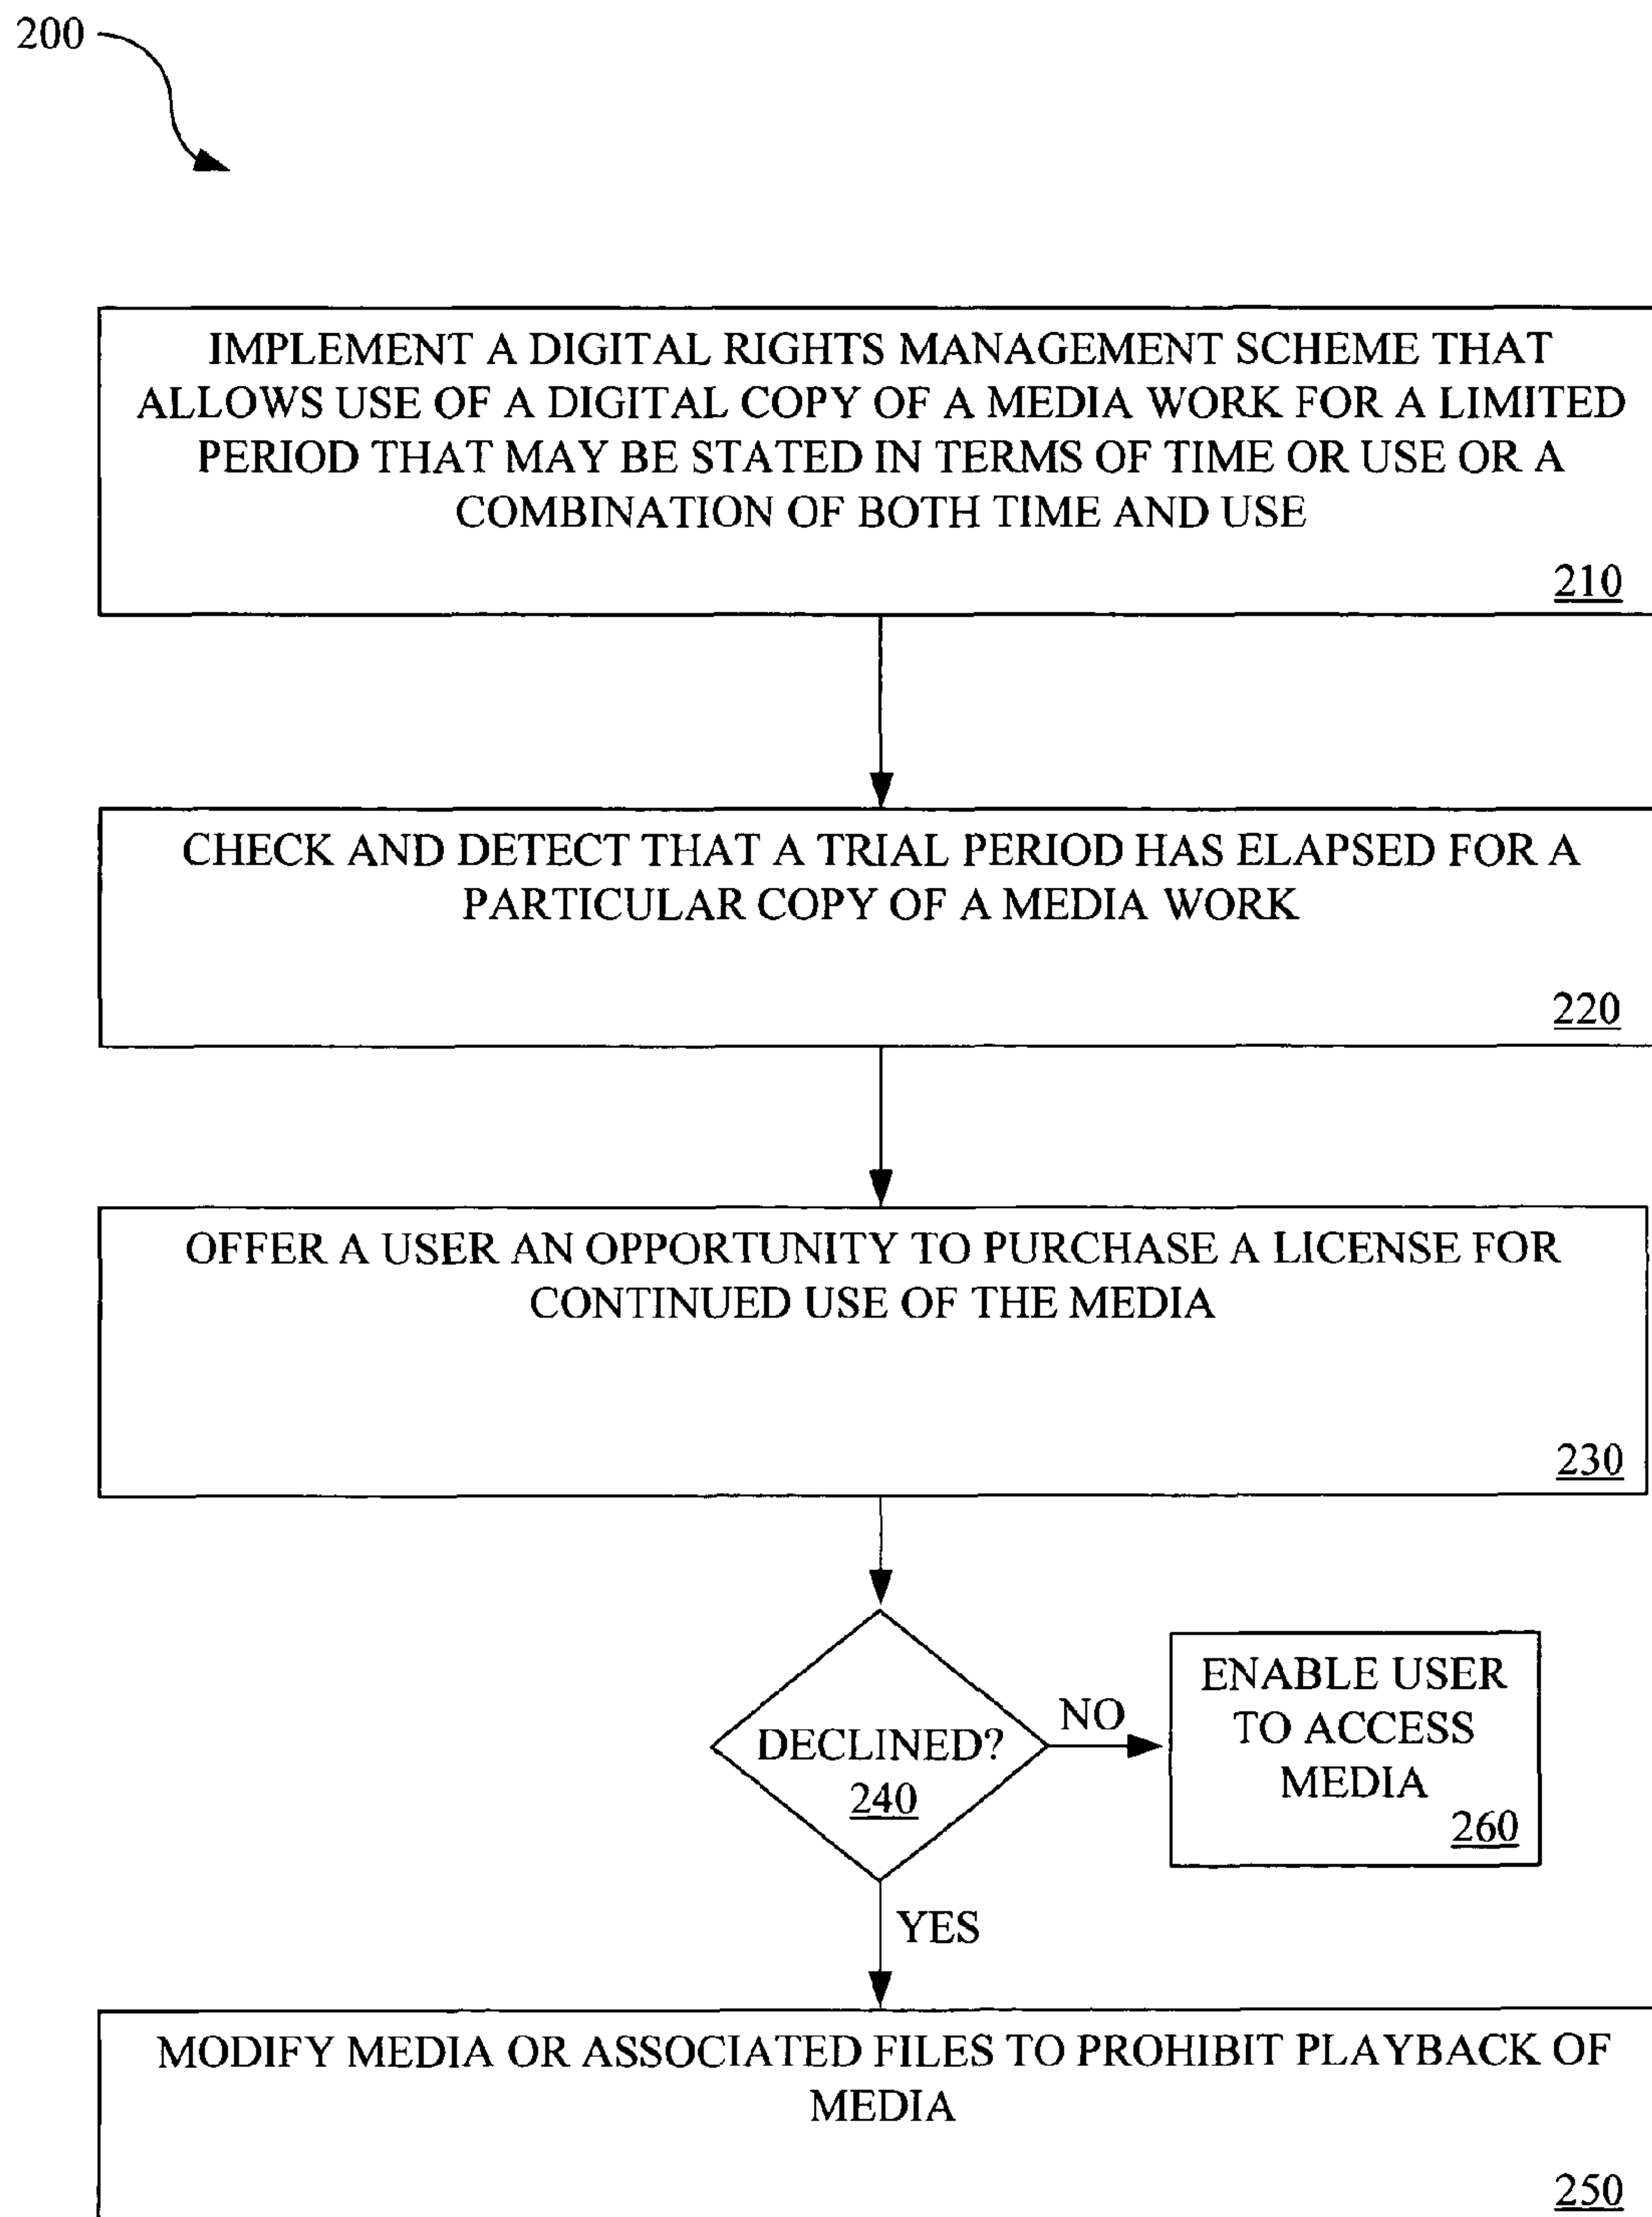 200
IMPLEMENT A DIGITAL RIGHTS MANAGEMENT SCHEME THAT
ALLOWS USE OF A DIGITAL COPY OF A MEDIA WORK FOR A LIMITED
PERIOD THAT MAY BE STATED IN TERMS OF TIME OR USE OR A
COMBINATION OF BOTH TIME AND USE
210
CHECK AND DETECT THAT A TRIAL PERIOD HAS ELAPSED FOR A
PARTICULAR COPY OF A MEDIA WORK
220
OFFER A USER AN OPPORTUNITY TO PURCHASE A LICENSE FOR
CONTINUED USE OF THE MEDIA
230
DECLINED?
240
NO
ENABLE USER
TO ACCESS
MEDIA
260
YES
MODIFY MEDIA OR ASSOCIATED FILES TO PROHIBIT PLAYBACK OF
MEDIA
250